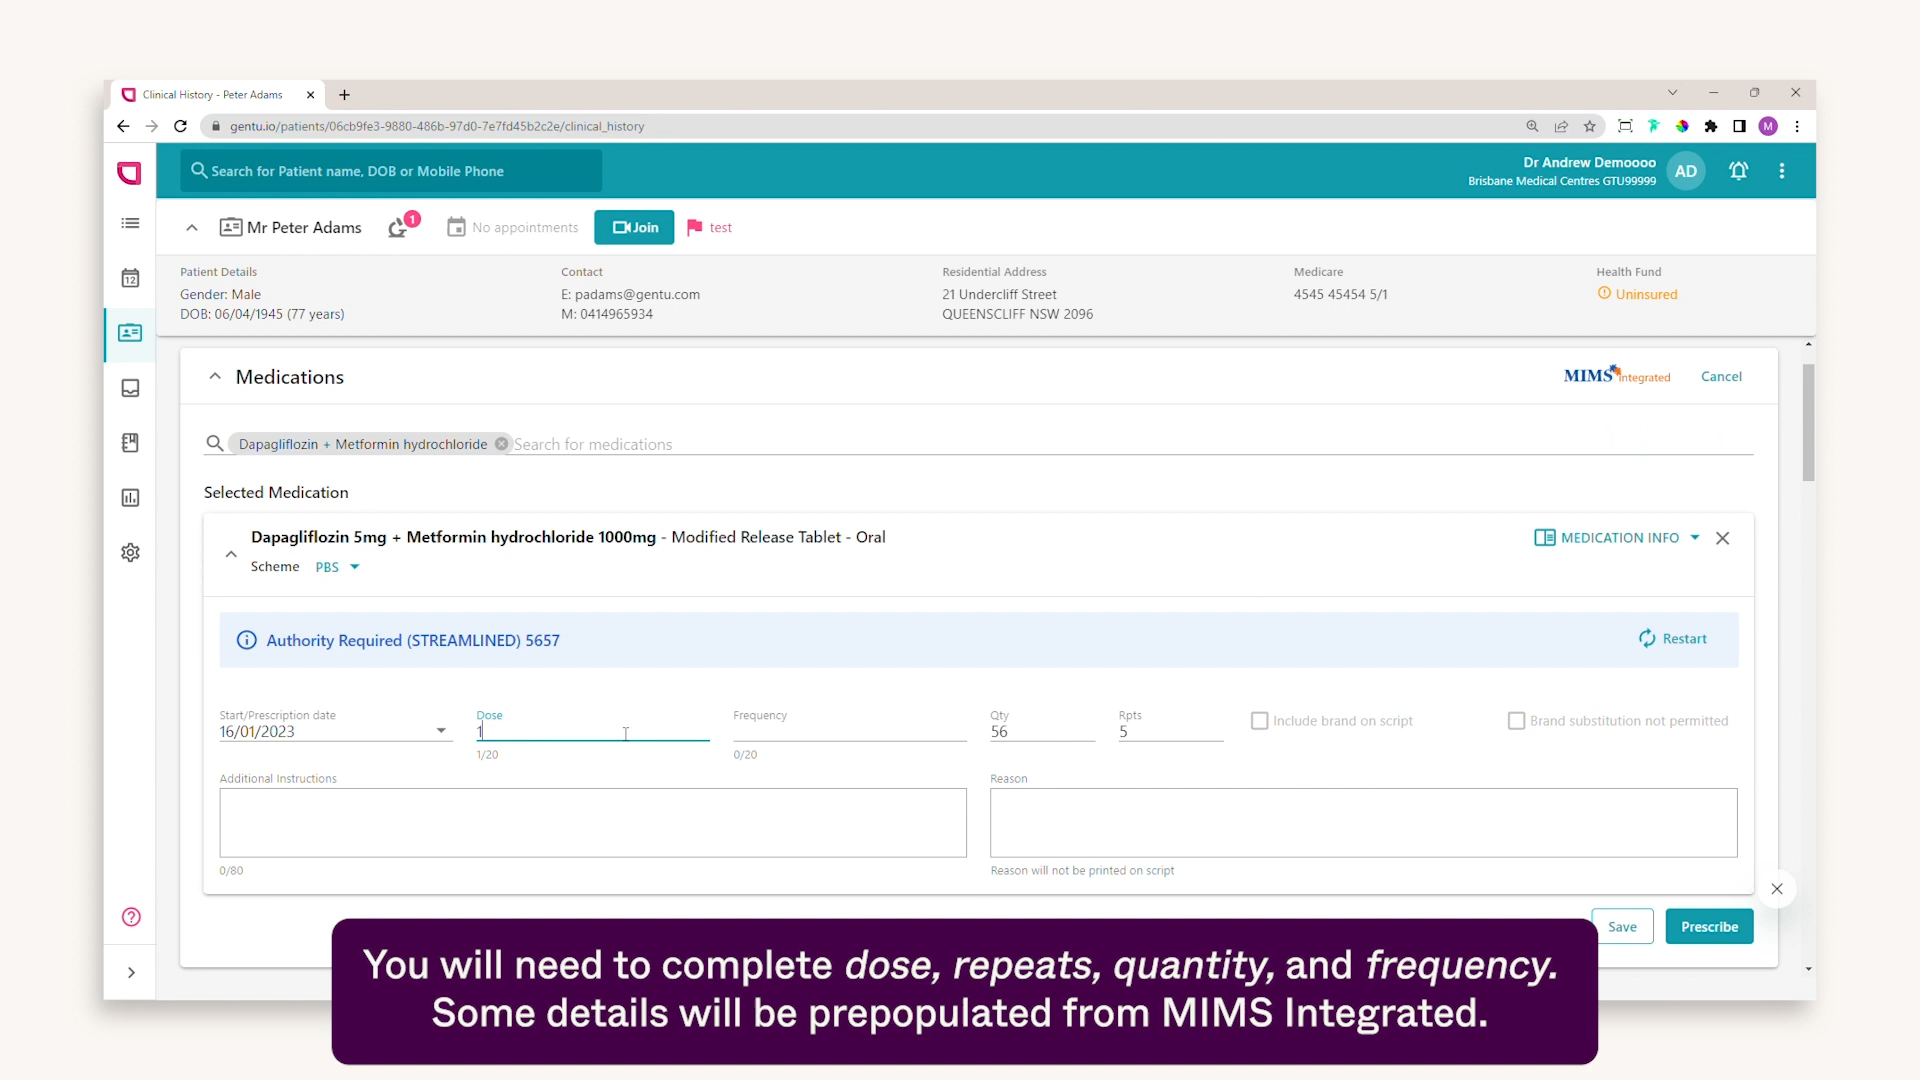 Clinical History - Peter Adams
gentu.io/patients/06cb9fe3-9880-486b-97d0-7e7fd45b2c2e/clinical_history
M
Search for Patient name, DOB or Mobile Phone
Dr Andrew Demoooo
Brisbane Medical Centres GTU99999
AD
12
Mr Peter Adams
1
No appointments
Join
test
Patient Details
Gender: Male
DOB: 06/04/1945 (77 years)
Contact
E: padams@gentu.com
M: 0414965934
Residential Address
21 Undercliff Street
QUEENSCLIFF NSW 2096
Medicare
4545 45454 5/1
Health Fund
Uninsured
Medications
MIMS integrated
Cancel
Dapagliflozin + Metformin hydrochloride
Search for medications
Selected Medication
Dapagliflozin 5mg + Metformin hydrochloride 1000mg - Modified Release Tablet - Oral
MEDICATION INFO
Scheme PBS
Authority Required (STREAMLINED) 5657
Restart
Start/Prescription date
16/01/2023
Dose
1
1/20
Frequency
0/20
Qty
56
Rpts
5
Include brand on script
Brand substitution not permitted
Additional Instructions
0/80
Reason
Reason will not be printed on script
Save
Prescribe
You will need to complete dose, repeats, quantity, and frequency.
Some details will be prepopulated from MIMS Integrated.